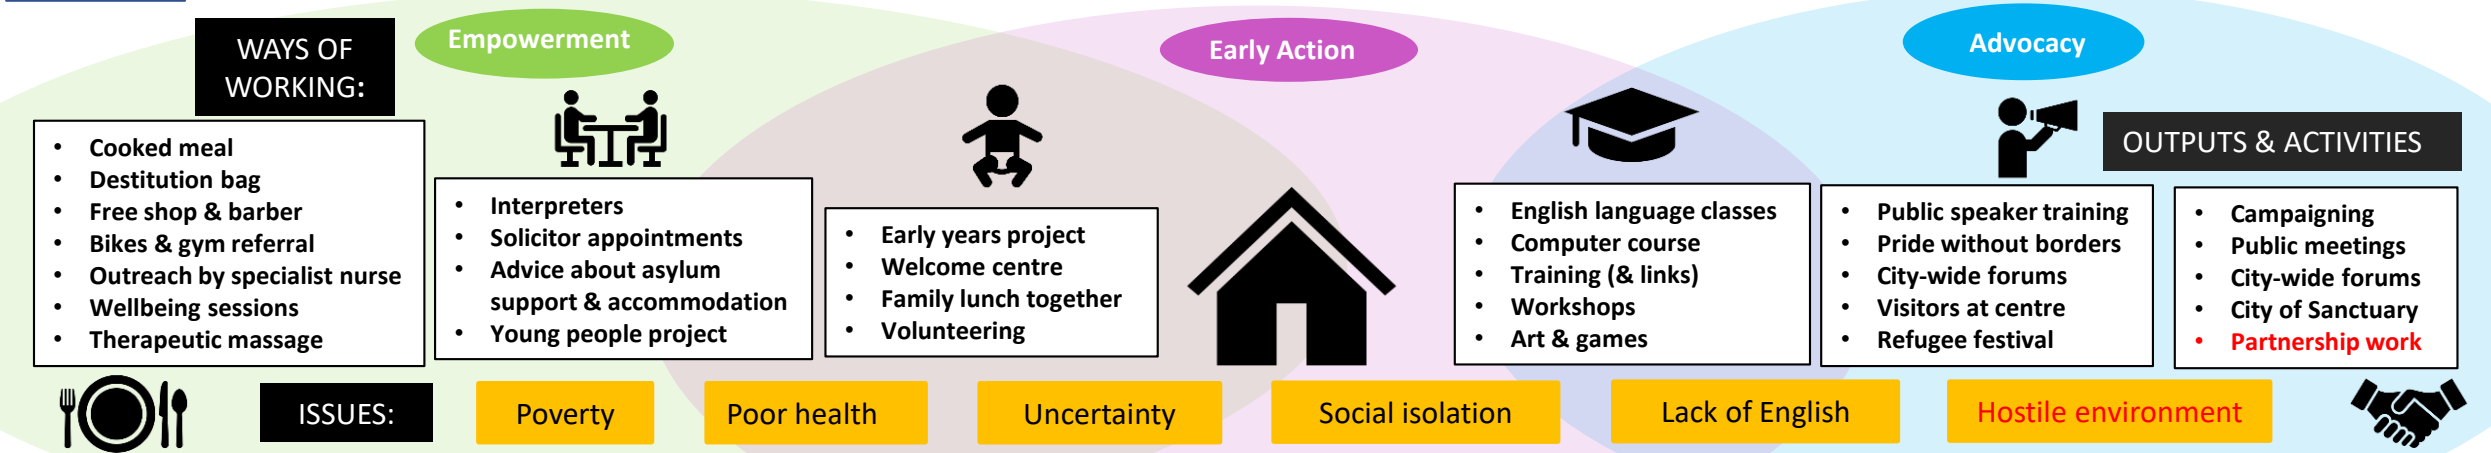 WAYS OF
WORKING:
Empowerment
Early Action
Advocacy
OUTPUTS & ACTIVITIES
• Cooked meal
• Destitution bag
• Free shop & barber
• Bikes & gym referral
• Outreach by specialist nurse
• Wellbeing sessions
• Therapeutic massage
• Interpreters
• Solicitor appointments
• Advice about asylum
support & accommodation
• Young people project
• Early years project
• Welcome centre
• Family lunch together
• Volunteering
• English language classes
• Computer course
• Training (& links)
• Workshops
• Art & games
• Public speaker training
• Pride without borders
• City-wide forums
• Visitors at centre
• Refugee festival
• Campaigning
• Public meetings
• City-wide forums
• City of Sanctuary
• Partnership work
ISSUES:
Poverty
Poor health
Uncertainty
Social isolation
Lack of English
Hostile environment